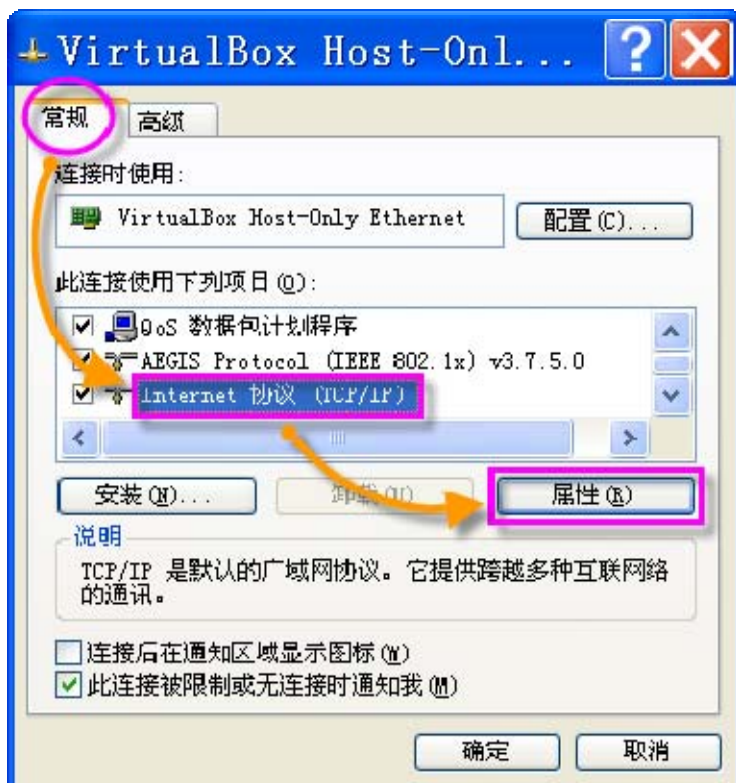 VirtualBox Host-Onl...
常规 高级
连接时使用:
VirtualBox Host-Only Ethernet 配置(C)...
此连接使用下列项目(O):
QoS 数据包计划程序
AEGIS Protocol (IEEE 802.1x) v3.7.5.0
Internet 协议 (TCP/IP)
安装(N)... 卸载(U) 属性(R)
说明
TCP/IP 是默认的广域网协议。它提供跨越多种互联网络
的通讯。
连接后在通知区域显示图标(W)
此连接被限制或无连接时通知我(M)
确定 取消